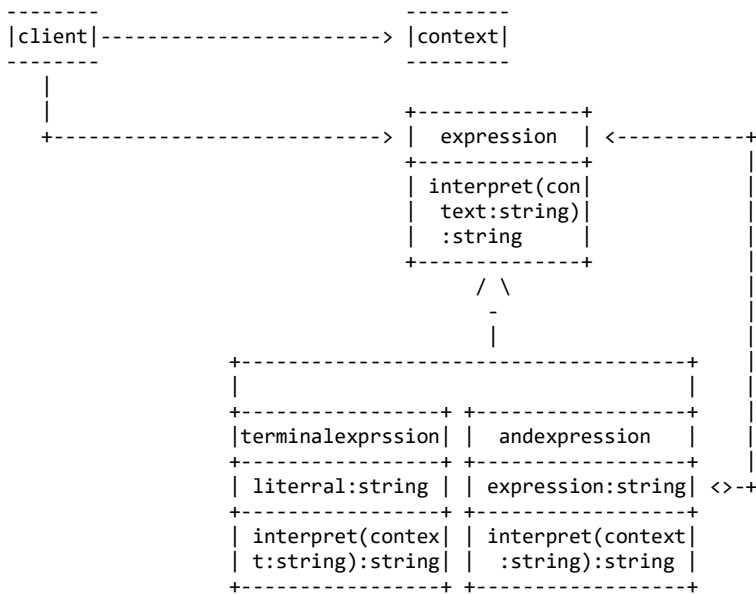 client
context
expression
interpret(con
text:string)
:string
terminalexprssion
andexpression
literral:string
expression:string
interpret(contex
interpret(context
t:string):string
:string):string